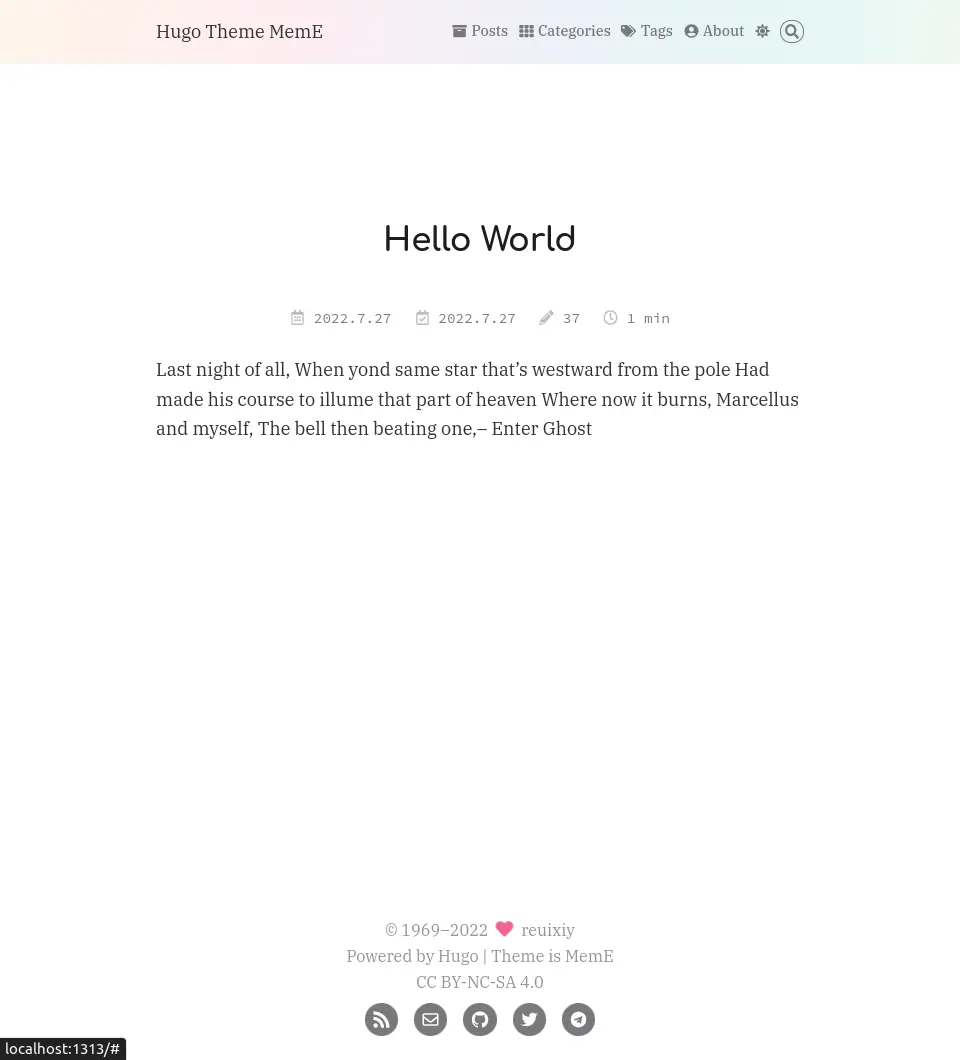 Hugo Theme MemE Posts Categories Tags About
Hello World
2022.7.27 2022.7.27 37 1 min
Last night of all, When yond same star that’s westward from the pole Had
made his course to illume that part of heaven Where now it burns, Marcellus
and myself, The bell then beating one,– Enter Ghost
© 1969–2022 reuixiy
Powered by Hugo | Theme is MemE
CC BY-NC-SA 4.0
localhost:1313/#